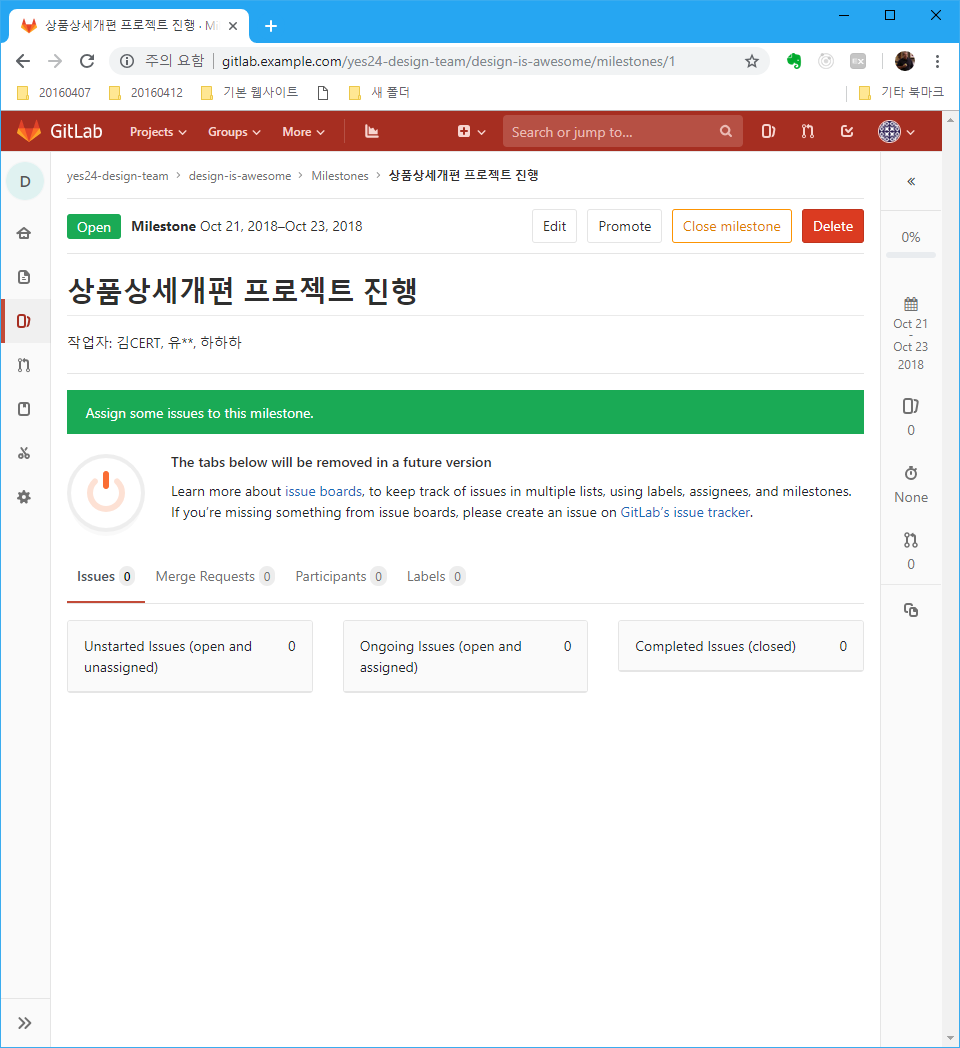 상품상세개편 프로젝트 진행 · Mi
주의 요함 | gitlab.example.com/yes24-design-team/design-is-awesome/milestones/1
20160407 20160412 기본 웹사이트 새 폴더 기타 북마크
GitLab Projects Groups More Search or jump to...
D
yes24-design-team › design-is-awesome › Milestones › 상품상세개편 프로젝트 진행
Open Milestone Oct 21, 2018–Oct 23, 2018 Edit Promote Close milestone Delete
상품상세개편 프로젝트 진행
작업자: 김CERT, 유**, 하하하
Assign some issues to this milestone.
The tabs below will be removed in a future version
Learn more about issue boards, to keep track of issues in multiple lists, using labels, assignees, and milestones.
If you’re missing something from issue boards, please create an issue on GitLab’s issue tracker.
Issues 0 Merge Requests 0 Participants 0 Labels 0
Unstarted Issues (open and
unassigned)
0
Ongoing Issues (open and
assigned)
0
Completed Issues (closed)
0
«
0%
Oct 21
-
Oct 23
2018
0
None
0